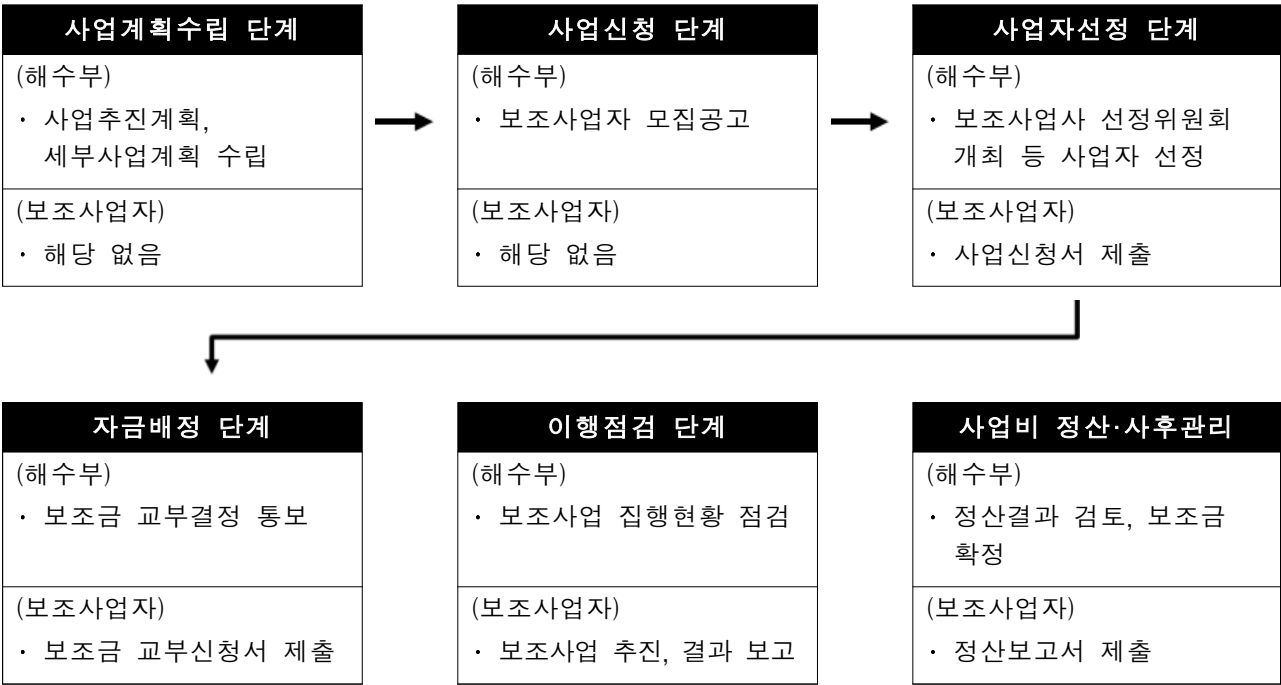 사업계획수립 단계
(해수부)
· 사업추진계획,
세부사업계획 수립
(보조사업자)
· 해당 없음
사업신청 단계
(해수부)
· 보조사업자 모집공고
(보조사업자)
· 해당 없음
사업자선정 단계
(해수부)
· 보조사업사 선정위원회
개최 등 사업자 선정
(보조사업자)
· 사업신청서 제출
자금배정 단계
(해수부)
· 보조금 교부결정 통보
(보조사업자)
· 보조금 교부신청서 제출
이행점검 단계
(해수부)
· 보조사업 집행현황 점검
(보조사업자)
· 보조사업 추진, 결과 보고
사업비 정산·사후관리
(해수부)
· 정산결과 검토, 보조금
확정
(보조사업자)
· 정산보고서 제출